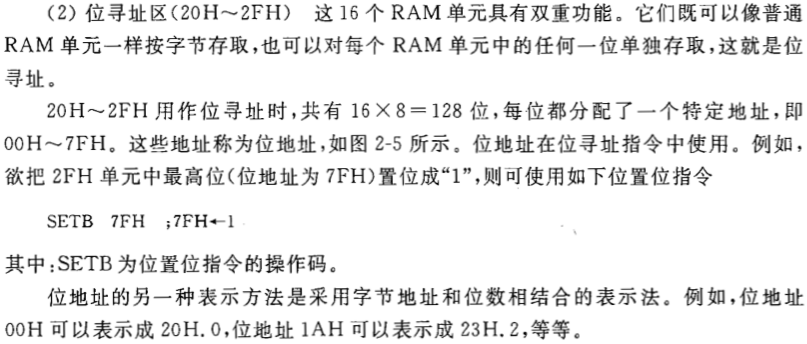 (2) 位寻址区(20H～2FH) 这 16 个 RAM 单元具有双重功能。它们既可以像普通
RAM 单元一样按字节存取,也可以对每个 RAM 单元中的任何一位单独存取,这就是位
寻址。
20H～2FH 用作位寻址时,共有 16×8=128 位,每位都分配了一个特定地址,即
00H～7FH。这些地址称为位地址,如图 2-5 所示。位地址在位寻址指令中使用。例如,
欲把 2FH 单元中最高位(位地址为 7FH)置位成“1”,则可使用如下位置位指令
SETB 7FH ;7FH←1
其中:SETB 为位置位指令的操作码。
位地址的另一种表示方法是采用字节地址和位数相结合的表示法。例如,位地址
00H 可以表示成 20H.0,位地址 1AH 可以表示成 23H.2,等等。